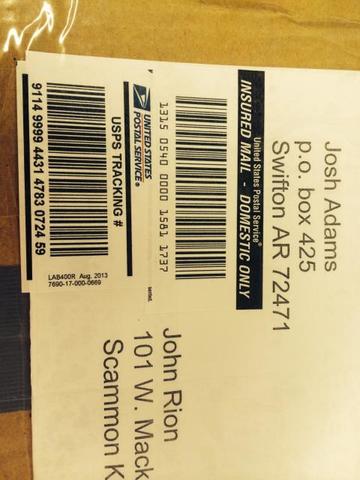 Josh Adams
p.o. box 425
Swifton AR 72471
United States Postal Service®
INSURED MAIL - DOMESTIC ONLY
1315 0540 0000 1581 1737
UNITED STATES
POSTAL SERVICE®
USPS TRACKING #
9114 9999 4431 4783 0724 59
LAB400R Aug. 2013
7690-17-000-0669
John Rion
101 W. Mack
Scammon K